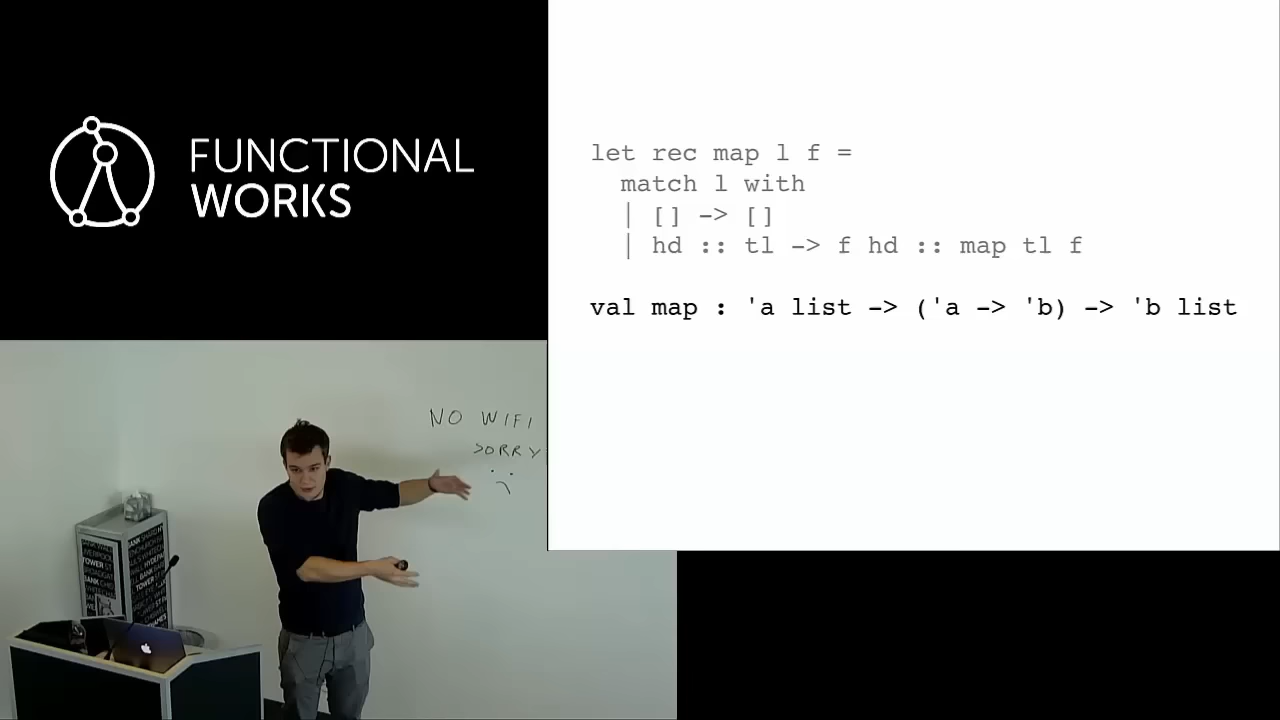 FUNCTIONAL
WORKS
let rec map l f =
match l with
| [] -> []
| hd :: tl -> f hd :: map tl f
val map : 'a list -> ('a -> 'b) -> 'b list
NO WIFI
SORRY